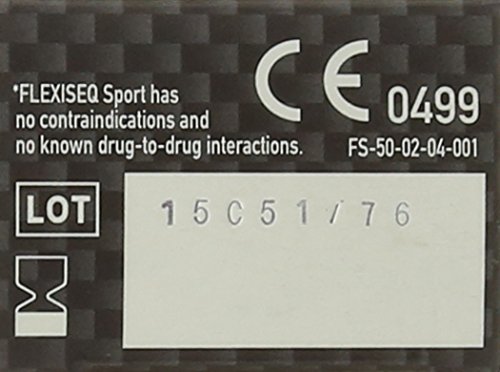 *FLEXISEQ Sport has
no contraindications and
no known drug-to-drug interactions.
CE 0499
FS-50-02-04-001
LOT
15C51/76